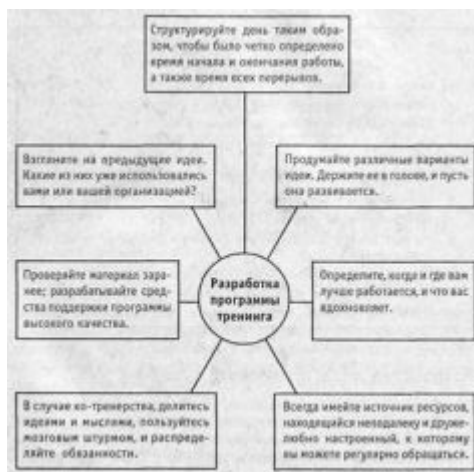 Структурируйте день таким обра-
зом, чтобы было четко определено
время начала и окончания работы,
а также время всех перерывов.
Взгляните на предыдущие идеи.
Какие из них уже использовались
вами или вашей организацией?
Продумайте различные варианты
идеи. Держите ее в голове, и пусть
она развивается.
Проверяйте материал зара-
нее; разрабатывайте сред-
ства поддержки программы
высокого качества.
Разработка
программы
тренинга
Определите, когда и где вам
лучше работается, и что вас
вдохновляет.
В случае ко-тренерства, делитесь
идеями и мыслями, пользуйтесь
мозговым штурмом, и распреде-
ляйте обязанности.
Всегда имейте источник ресурсов,
находящийся неподалеку и друже-
любно настроенный, к которому
вы можете регулярно обращаться.